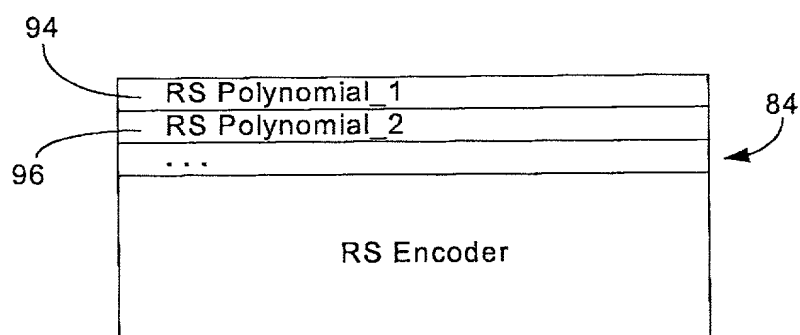 94
RS Polynomial_1
RS Polynomial_2
84
96
. . .
RS Encoder